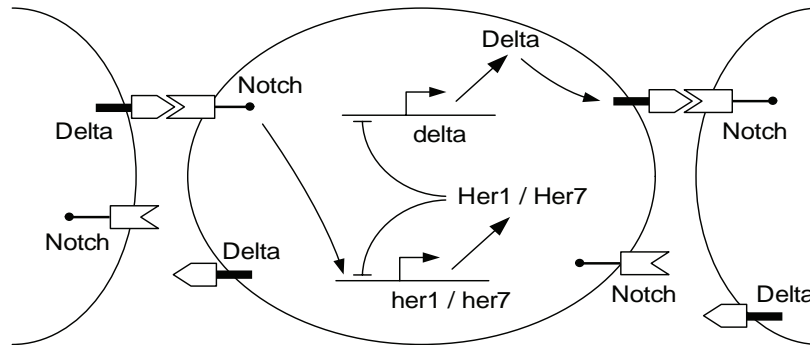 Delta
Notch
Delta
delta
Notch
Notch
Delta
Her1 / Her7
her1 / her7
Notch
Delta